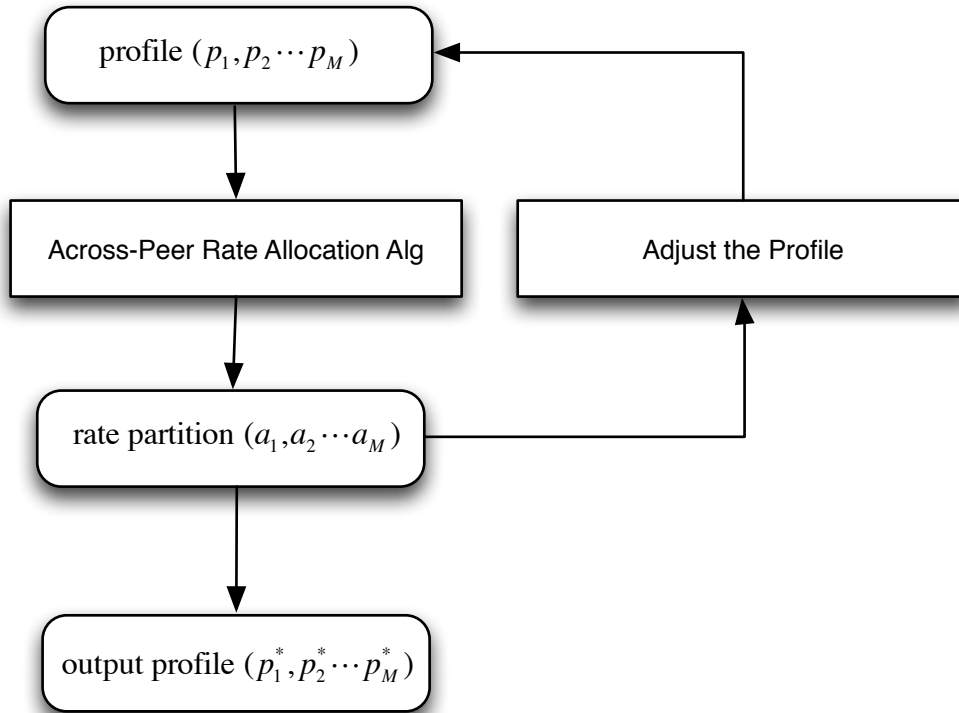 profile (p₁, p₂ ⋯ p_M)
Across-Peer Rate Allocation Alg
Adjust the Profile
rate partition (a₁, a₂ ⋯ a_M)
output profile (p₁*, p₂* ⋯ p_M*)